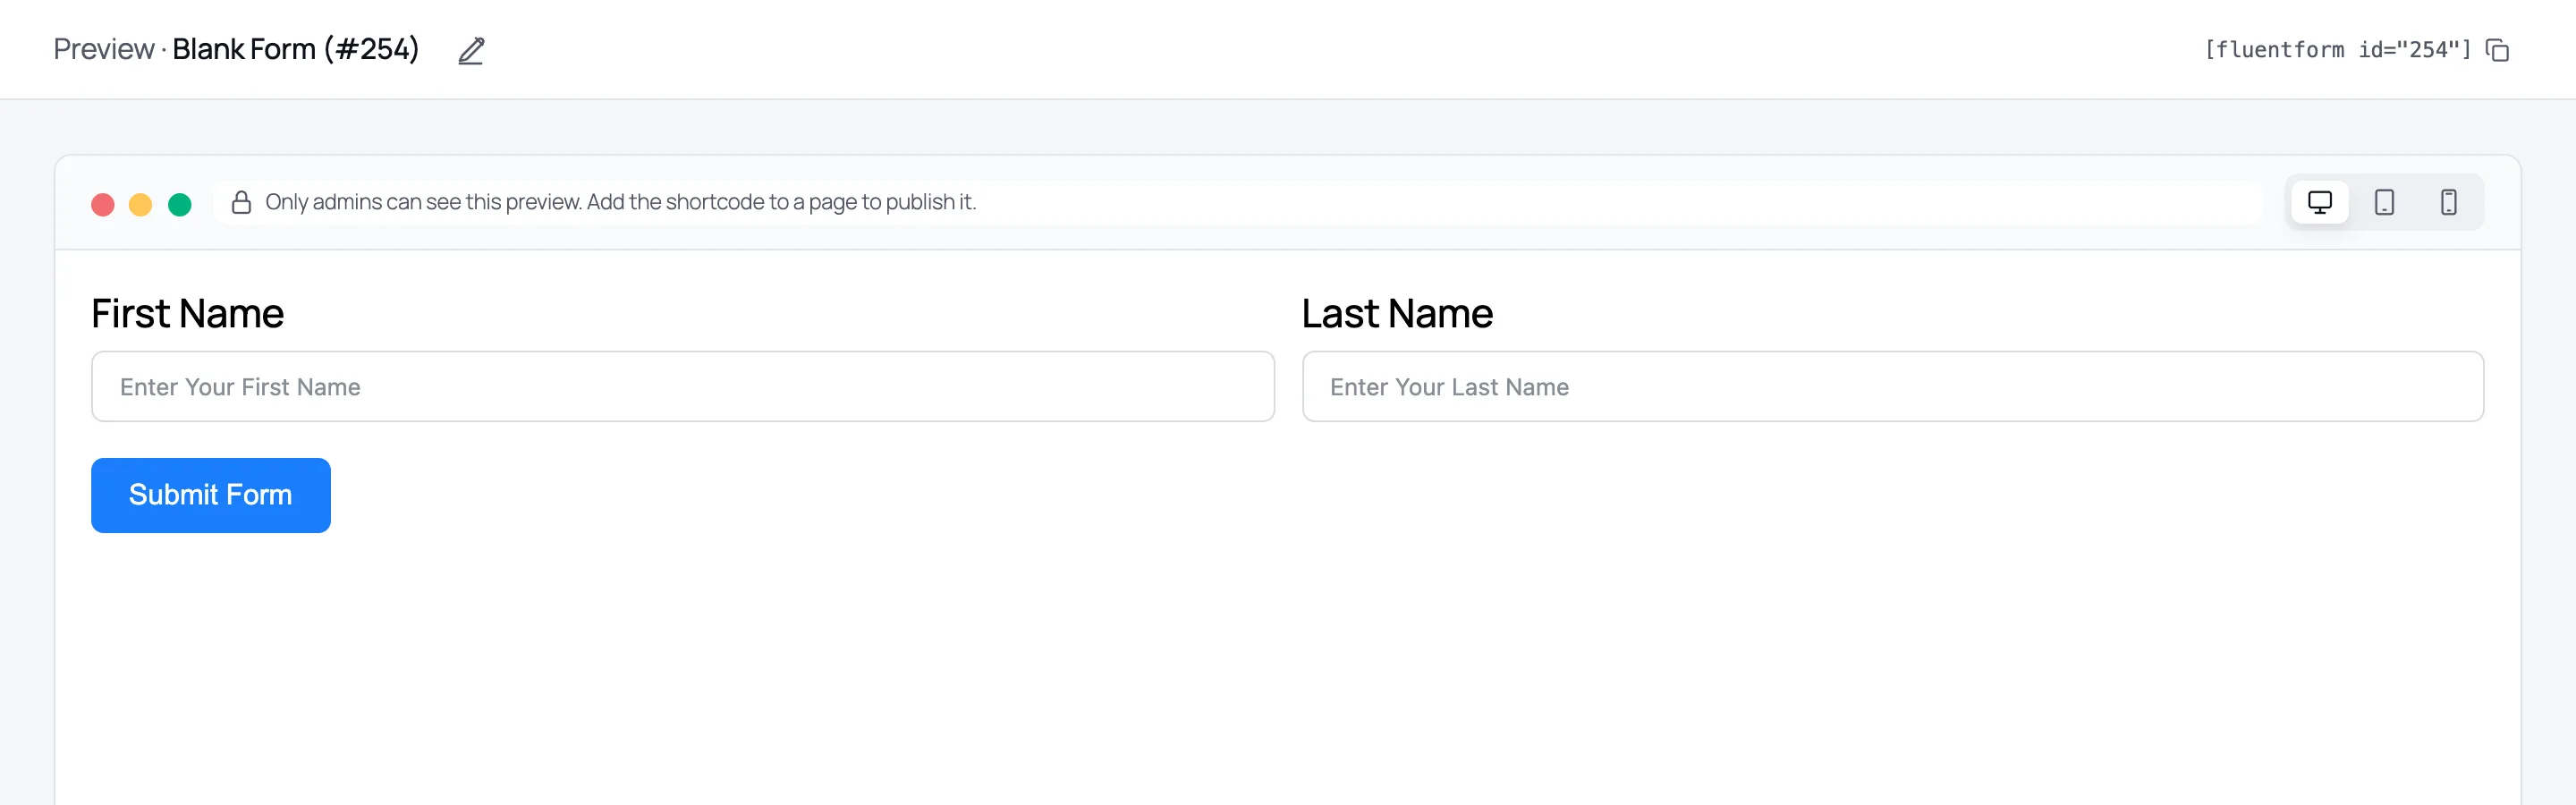 Preview · Blank Form (#254)
[fluentform id="254"]
Only admins can see this preview. Add the shortcode to a page to publish it.
First Name
Last Name
Enter Your First Name
Enter Your Last Name
Submit Form